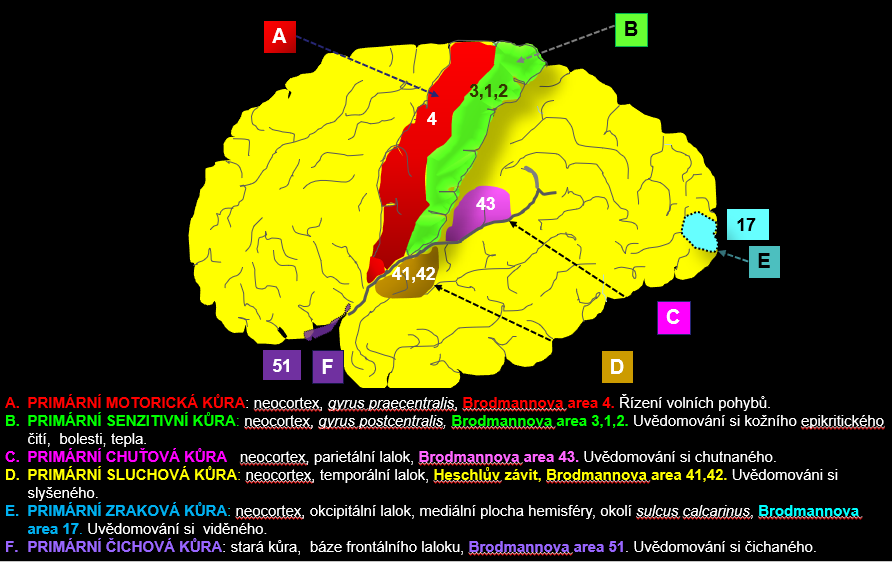 A
B
4
3,1,2
43
17
41,42
E
C
51
F
D
A. PRIMÁRNÍ MOTORICKÁ KŮRA: neocortex, gyrus praecentralis, Brodmannova area 4. Řízení volních pohybů.
B. PRIMÁRNÍ SENZITIVNÍ KŮRA: neocortex, gyrus postcentralis, Brodmannova area 3,1,2. Uvědomování si kožního epikritického
čití, bolesti, tepla.
C. PRIMÁRNÍ CHUŤOVÁ KŮRA neocortex, parietální lalok, Brodmannova area 43. Uvědomování si chutnaného.
D. PRIMÁRNÍ SLUCHOVÁ KŮRA: neocortex, temporální lalok, Heschlův závit, Brodmannova area 41,42. Uvědomováni si
slyšeného.
E. PRIMÁRNÍ ZRAKOVÁ KŮRA: neocortex, okcipitální lalok, mediální plocha hemisféry, okolí sulcus calcarinus, Brodmannova
area 17. Uvědomování si viděného.
F. PRIMÁRNÍ ČICHOVÁ KŮRA: stará kůra, báze frontálního laloku, Brodmannova area 51. Uvědomování si čichaného.